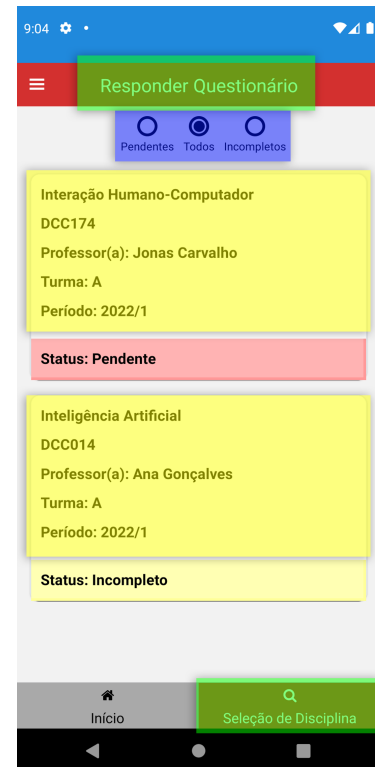 9:04
Responder Questionário
Pendentes Todos Incompletos
Interação Humano-Computador
DCC174
Professor(a): Jonas Carvalho
Turma: A
Período: 2022/1
Status: Pendente
Inteligência Artificial
DCC014
Professor(a): Ana Gonçalves
Turma: A
Período: 2022/1
Status: Incompleto
Início Seleção de Disciplina